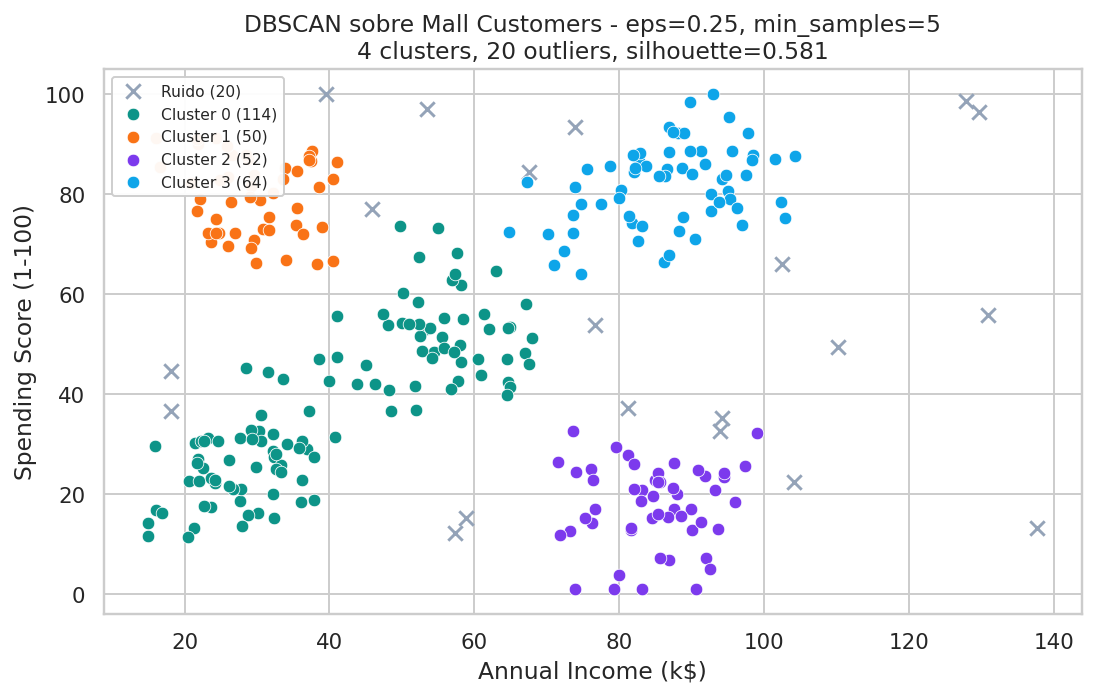 DBSCAN sobre Mall Customers - eps=0.25, min_samples=5
4 clusters, 20 outliers, silhouette=0.581
Ruido (20)
Cluster 0 (114)
Cluster 1 (50)
Cluster 2 (52)
Cluster 3 (64)
Spending Score (1-100)
100
80
60
40
20
0
20
40
60
80
100
120
140
Annual Income (k$)